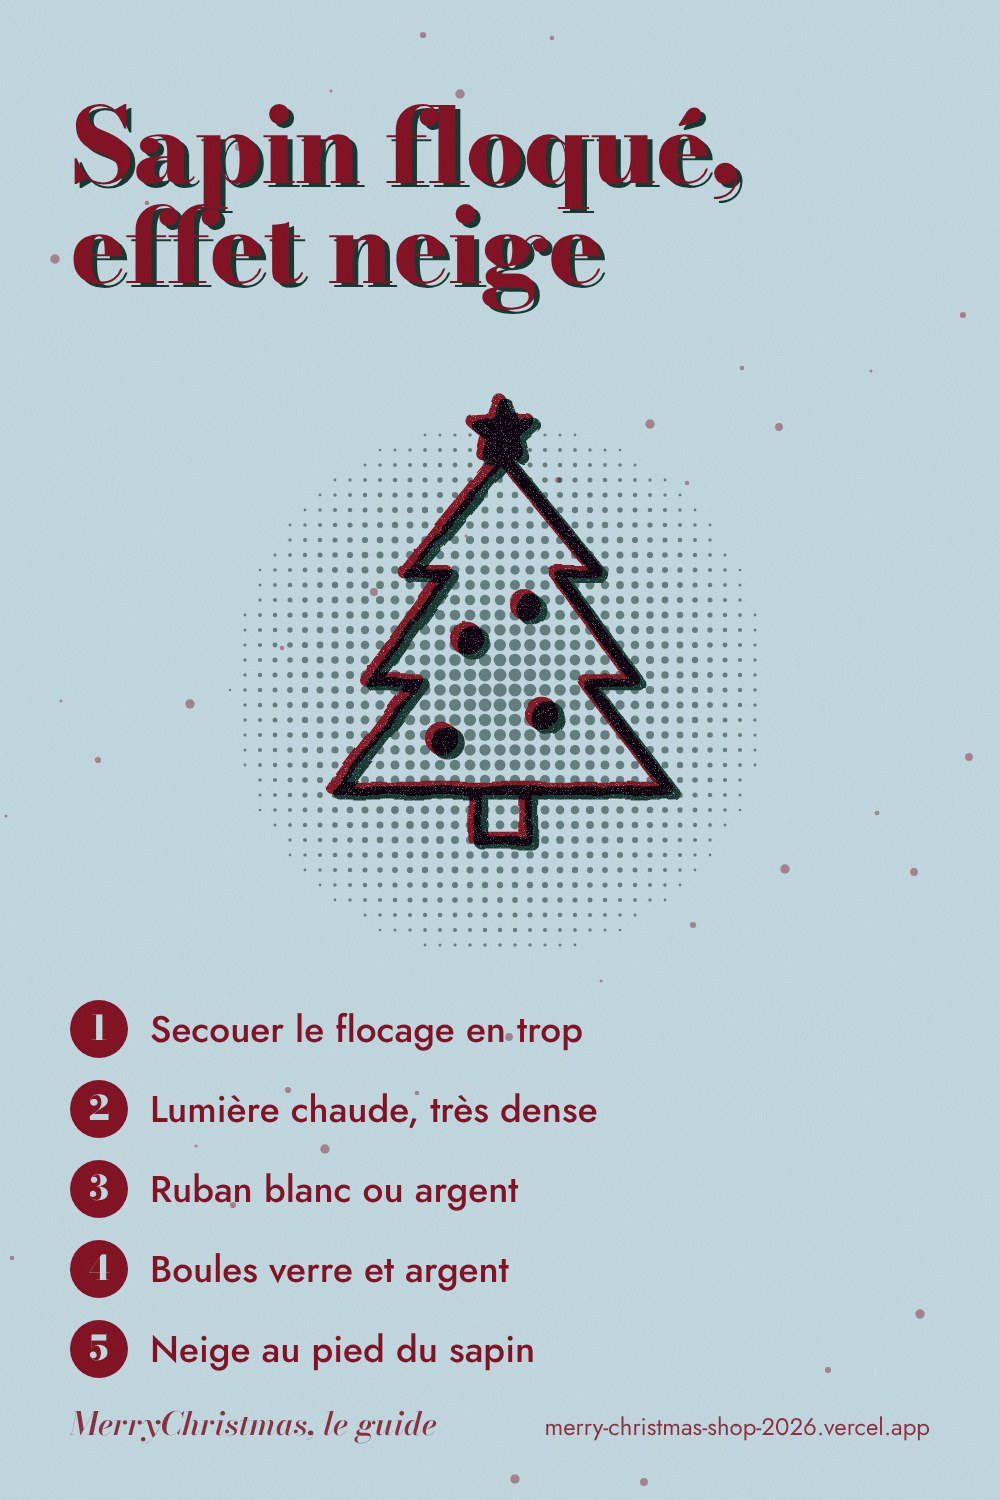 Sapin floqué,
effet neige
1 Secouer le flocage en trop
2 Lumière chaude, très dense
3 Ruban blanc ou argent
4 Boules verre et argent
5 Neige au pied du sapin
MerryChristmas, le guide
merry-christmas-shop-2026.vercel.app